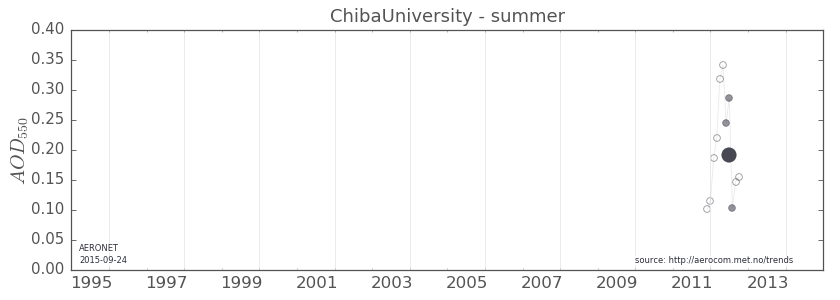 ChibaUniversity - summer
0.40
0.35
0.30
0.25
0.20
0.15
0.10
0.05
0.00
AOD550
AERONET
2015-09-24
source: http://aerocom.met.no/trends
1995 1997 1999 2001 2003 2005 2007 2009 2011 2013